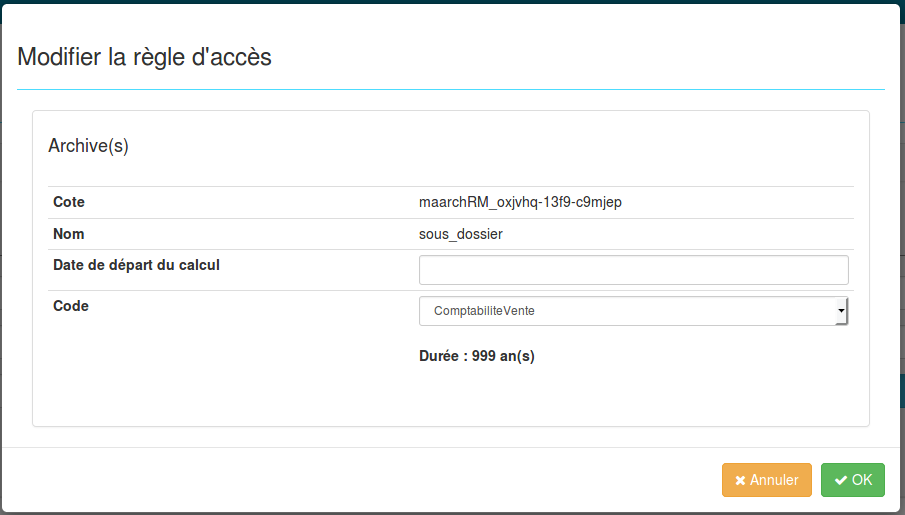 Modifier la règle d'accès
Archive(s)
Cote maarchRM_oxjvhq-13f9-c9mjep
Nom sous_dossier
Date de départ du calcul
Code ComptabiliteVente
Durée : 999 an(s)
Annuler OK